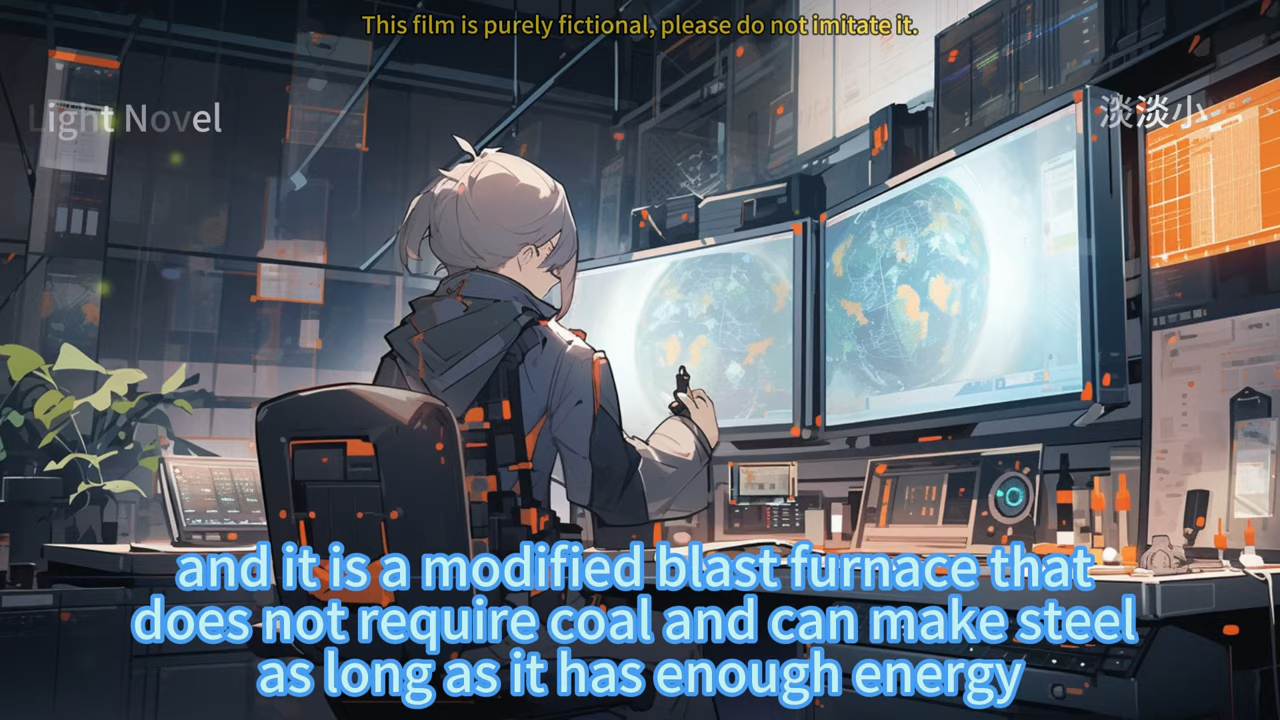 This film is purely fictional, please do not imitate it.
Light Novel
淡淡小
and it is a modified blast furnace that
does not require coal and can make steel
as long as it has enough energy